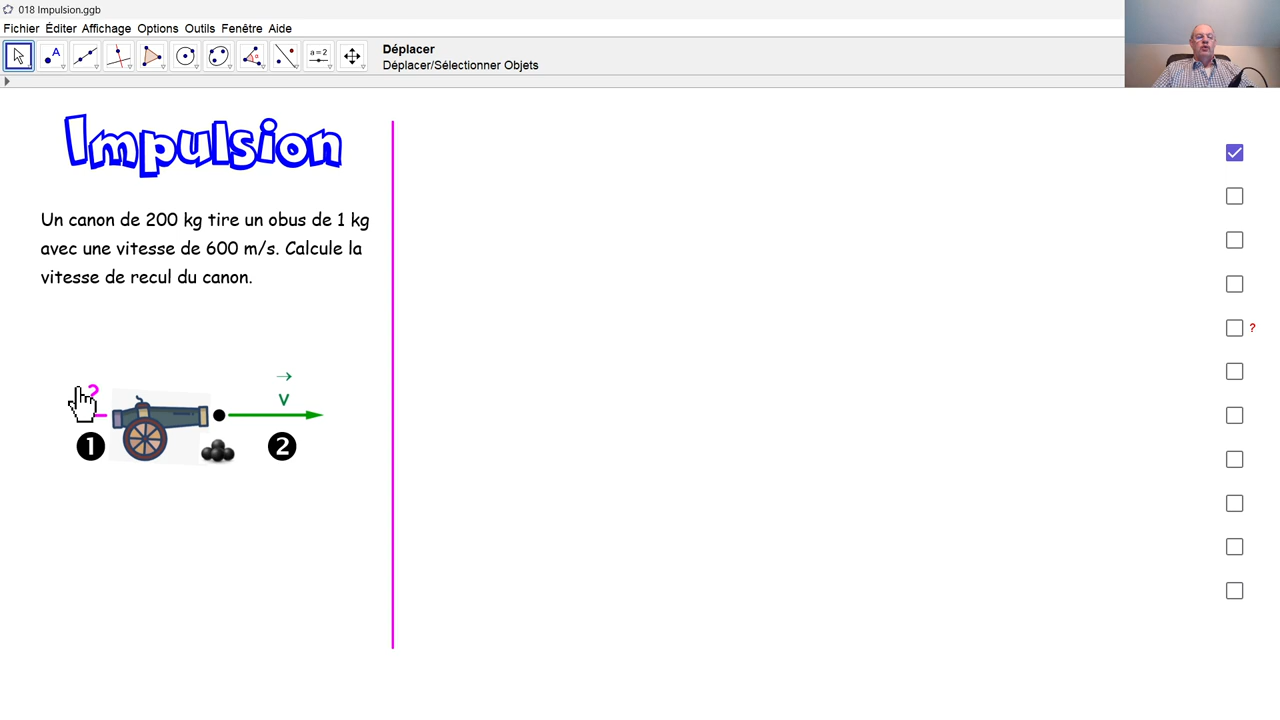 018 Impulsion.ggb
Fichier Éditer Affichage Options Outils Fenêtre Aide
A
a=2
Déplacer
Déplacer/Sélectionner Objets
Impulsion
Un canon de 200 kg tire un obus de 1 kg
avec une vitesse de 600 m/s. Calcule la
vitesse de recul du canon.
?
?
v
1
2